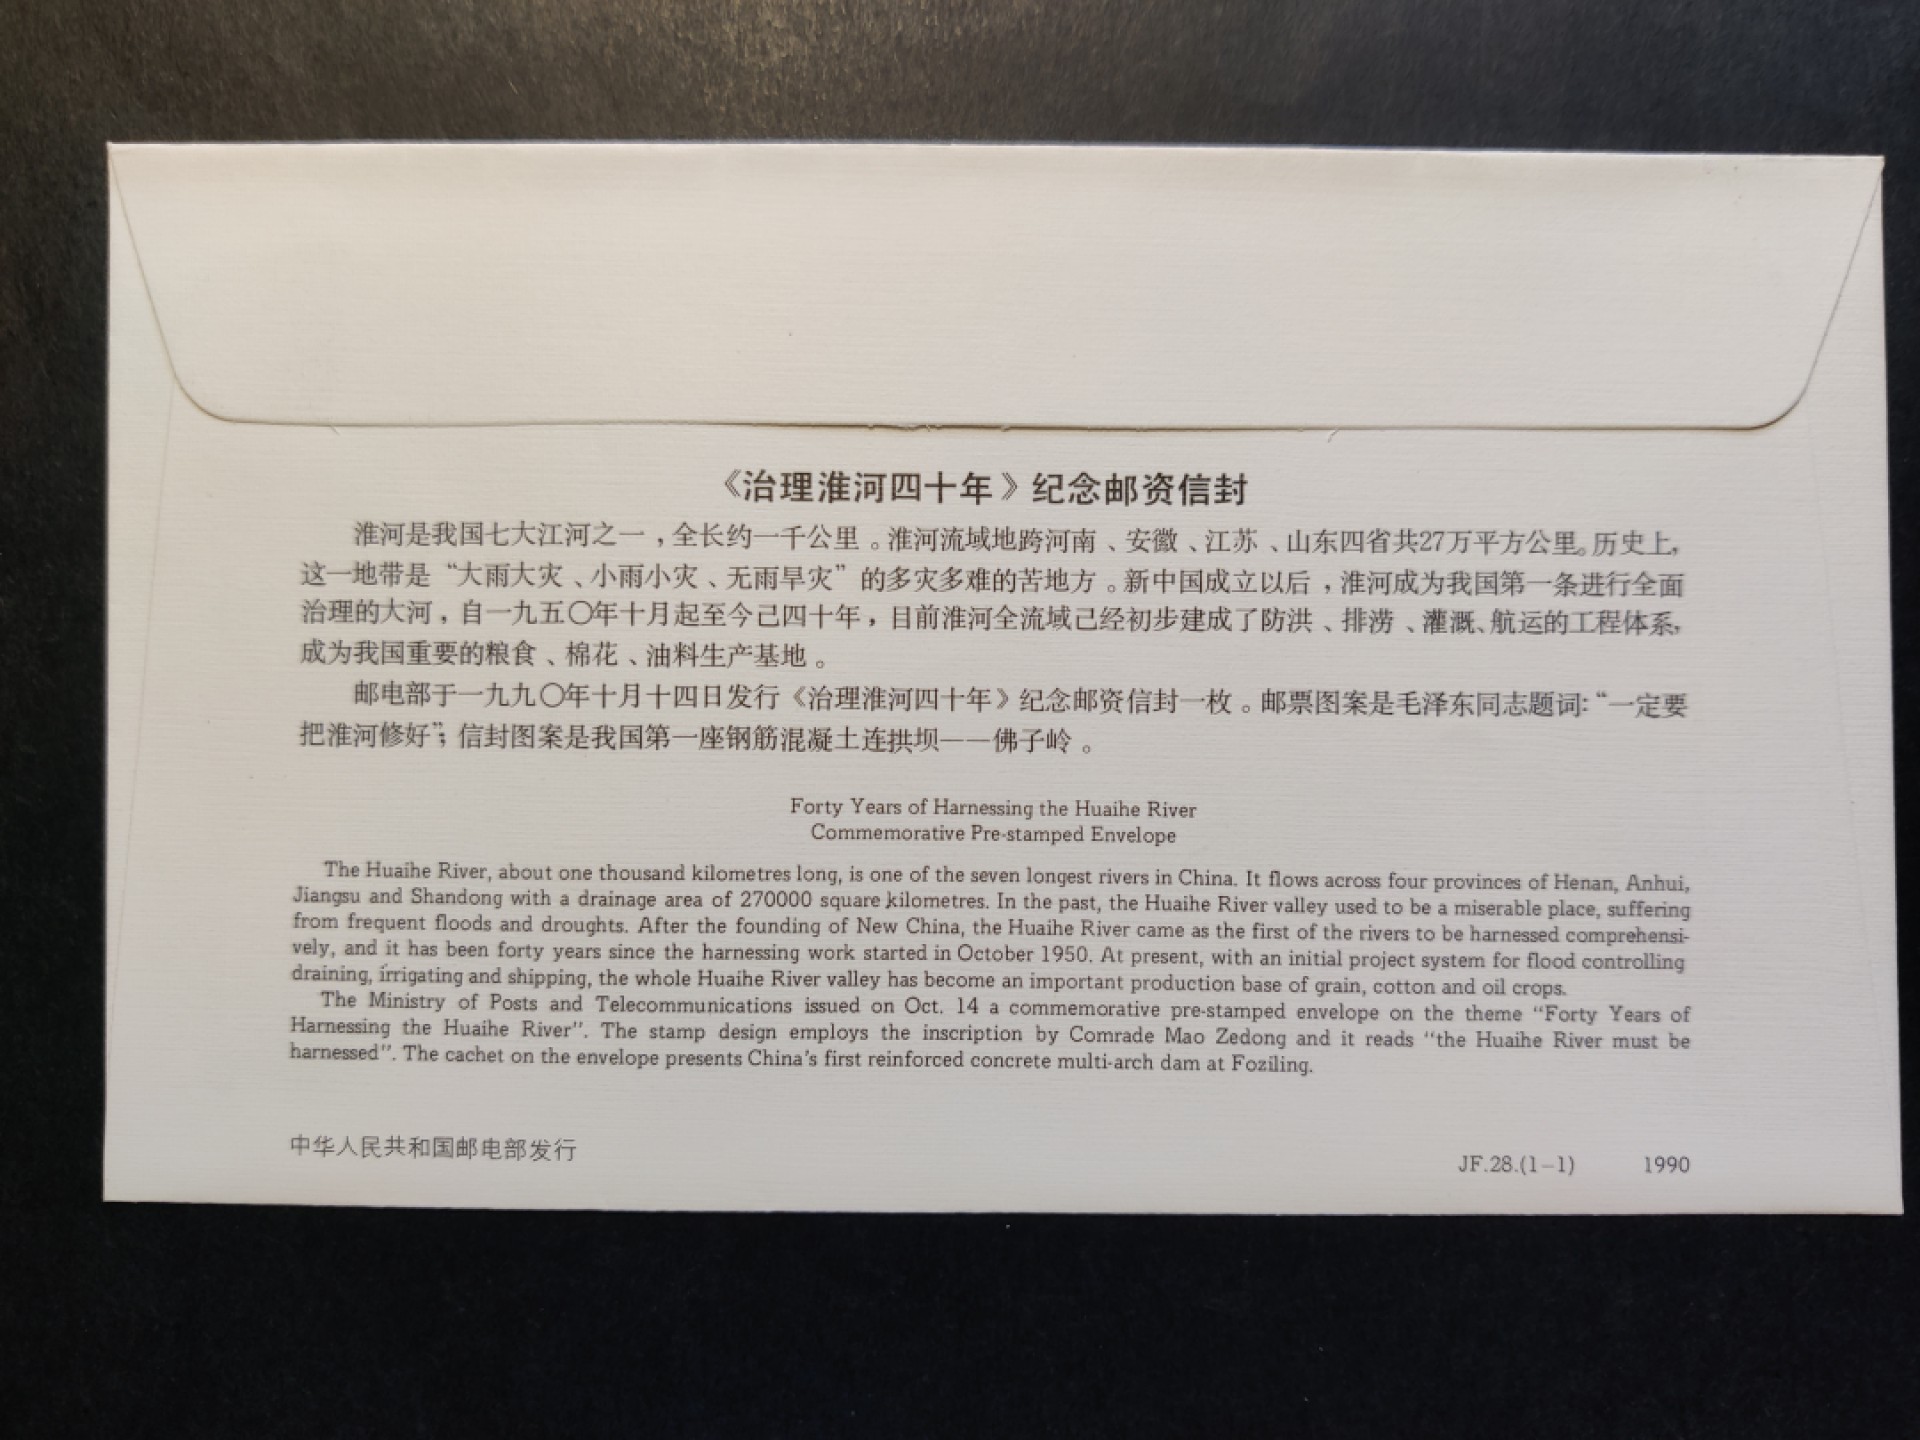 《治理淮河四十年》纪念邮资信封
淮河是我国七大江河之一，全长约一千公里。淮河流域地跨河南、安徽、江苏、山东四省共27万平方公里。历史上，
这一地带是“大雨大灾、小雨小灾、无雨旱灾”的多灾多难的苦地方。新中国成立以后，淮河成为我国第一条进行全面
治理的大河，自一九五〇年十月起至今己四十年，目前淮河全流域己经初步建成了防洪、排涝、灌溉、航运的工程体系，
成为我国重要的粮食、棉花、油料生产基地。
邮电部于一九九〇年十月十四日发行《治理淮河四十年》纪念邮资信封一枚。邮票图案是毛泽东同志题词：“一定要
把淮河修好”；信封图案是我国第一座钢筋混凝土连拱坝——佛子岭。
Forty Years of Harnessing the Huaihe River
Commemorative Pre-stamped Envelope
The Huaihe River, about one thousand kilometres long, is one of the seven longest rivers in China. It flows across four provinces of Henan, Anhui,
Jiangsu and Shandong with a drainage area of 270000 square kilometres. In the past, the Huaihe River valley used to be a miserable place, suffering
from frequent floods and droughts. After the founding of New China, the Huaihe River came as the first of the rivers to be harnessed comprehensi-
vely, and it has been forty years since the harnessing work started in October 1950. At present, with an initial project system for flood controlling
draining, irrigating and shipping, the whole Huaihe River valley has become an important production base of grain, cotton and oil crops.
The Ministry of Posts and Telecommunications issued on Oct. 14 a commemorative pre-stamped envelope on the theme “Forty Years of
Harnessing the Huaihe River”. The stamp design employs the inscription by Comrade Mao Zedong and it reads “the Huaihe River must be
harnessed”. The cachet on the envelope presents China's first reinforced concrete multi-arch dam at Foziling.
中华人民共和国邮电部发行
JF.28.(1-1) 1990